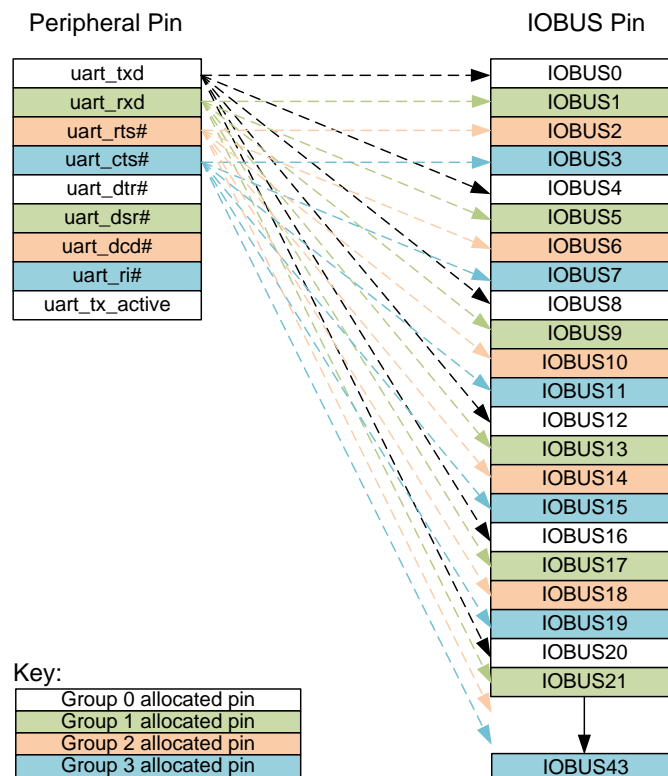 Peripheral Pin
uart_txd
uart_rxd
uart_rts#
uart_cts#
uart_dtr#
uart_dsr#
uart_dcd#
uart_ri#
uart_tx_active
IOBUS Pin
IOBUS0
IOBUS1
IOBUS2
IOBUS3
IOBUS4
IOBUS5
IOBUS6
IOBUS7
IOBUS8
IOBUS9
IOBUS10
IOBUS11
IOBUS12
IOBUS13
IOBUS14
IOBUS15
IOBUS16
IOBUS17
IOBUS18
IOBUS19
IOBUS20
IOBUS21
IOBUS43
Key:
Group 0 allocated pin
Group 1 allocated pin
Group 2 allocated pin
Group 3 allocated pin